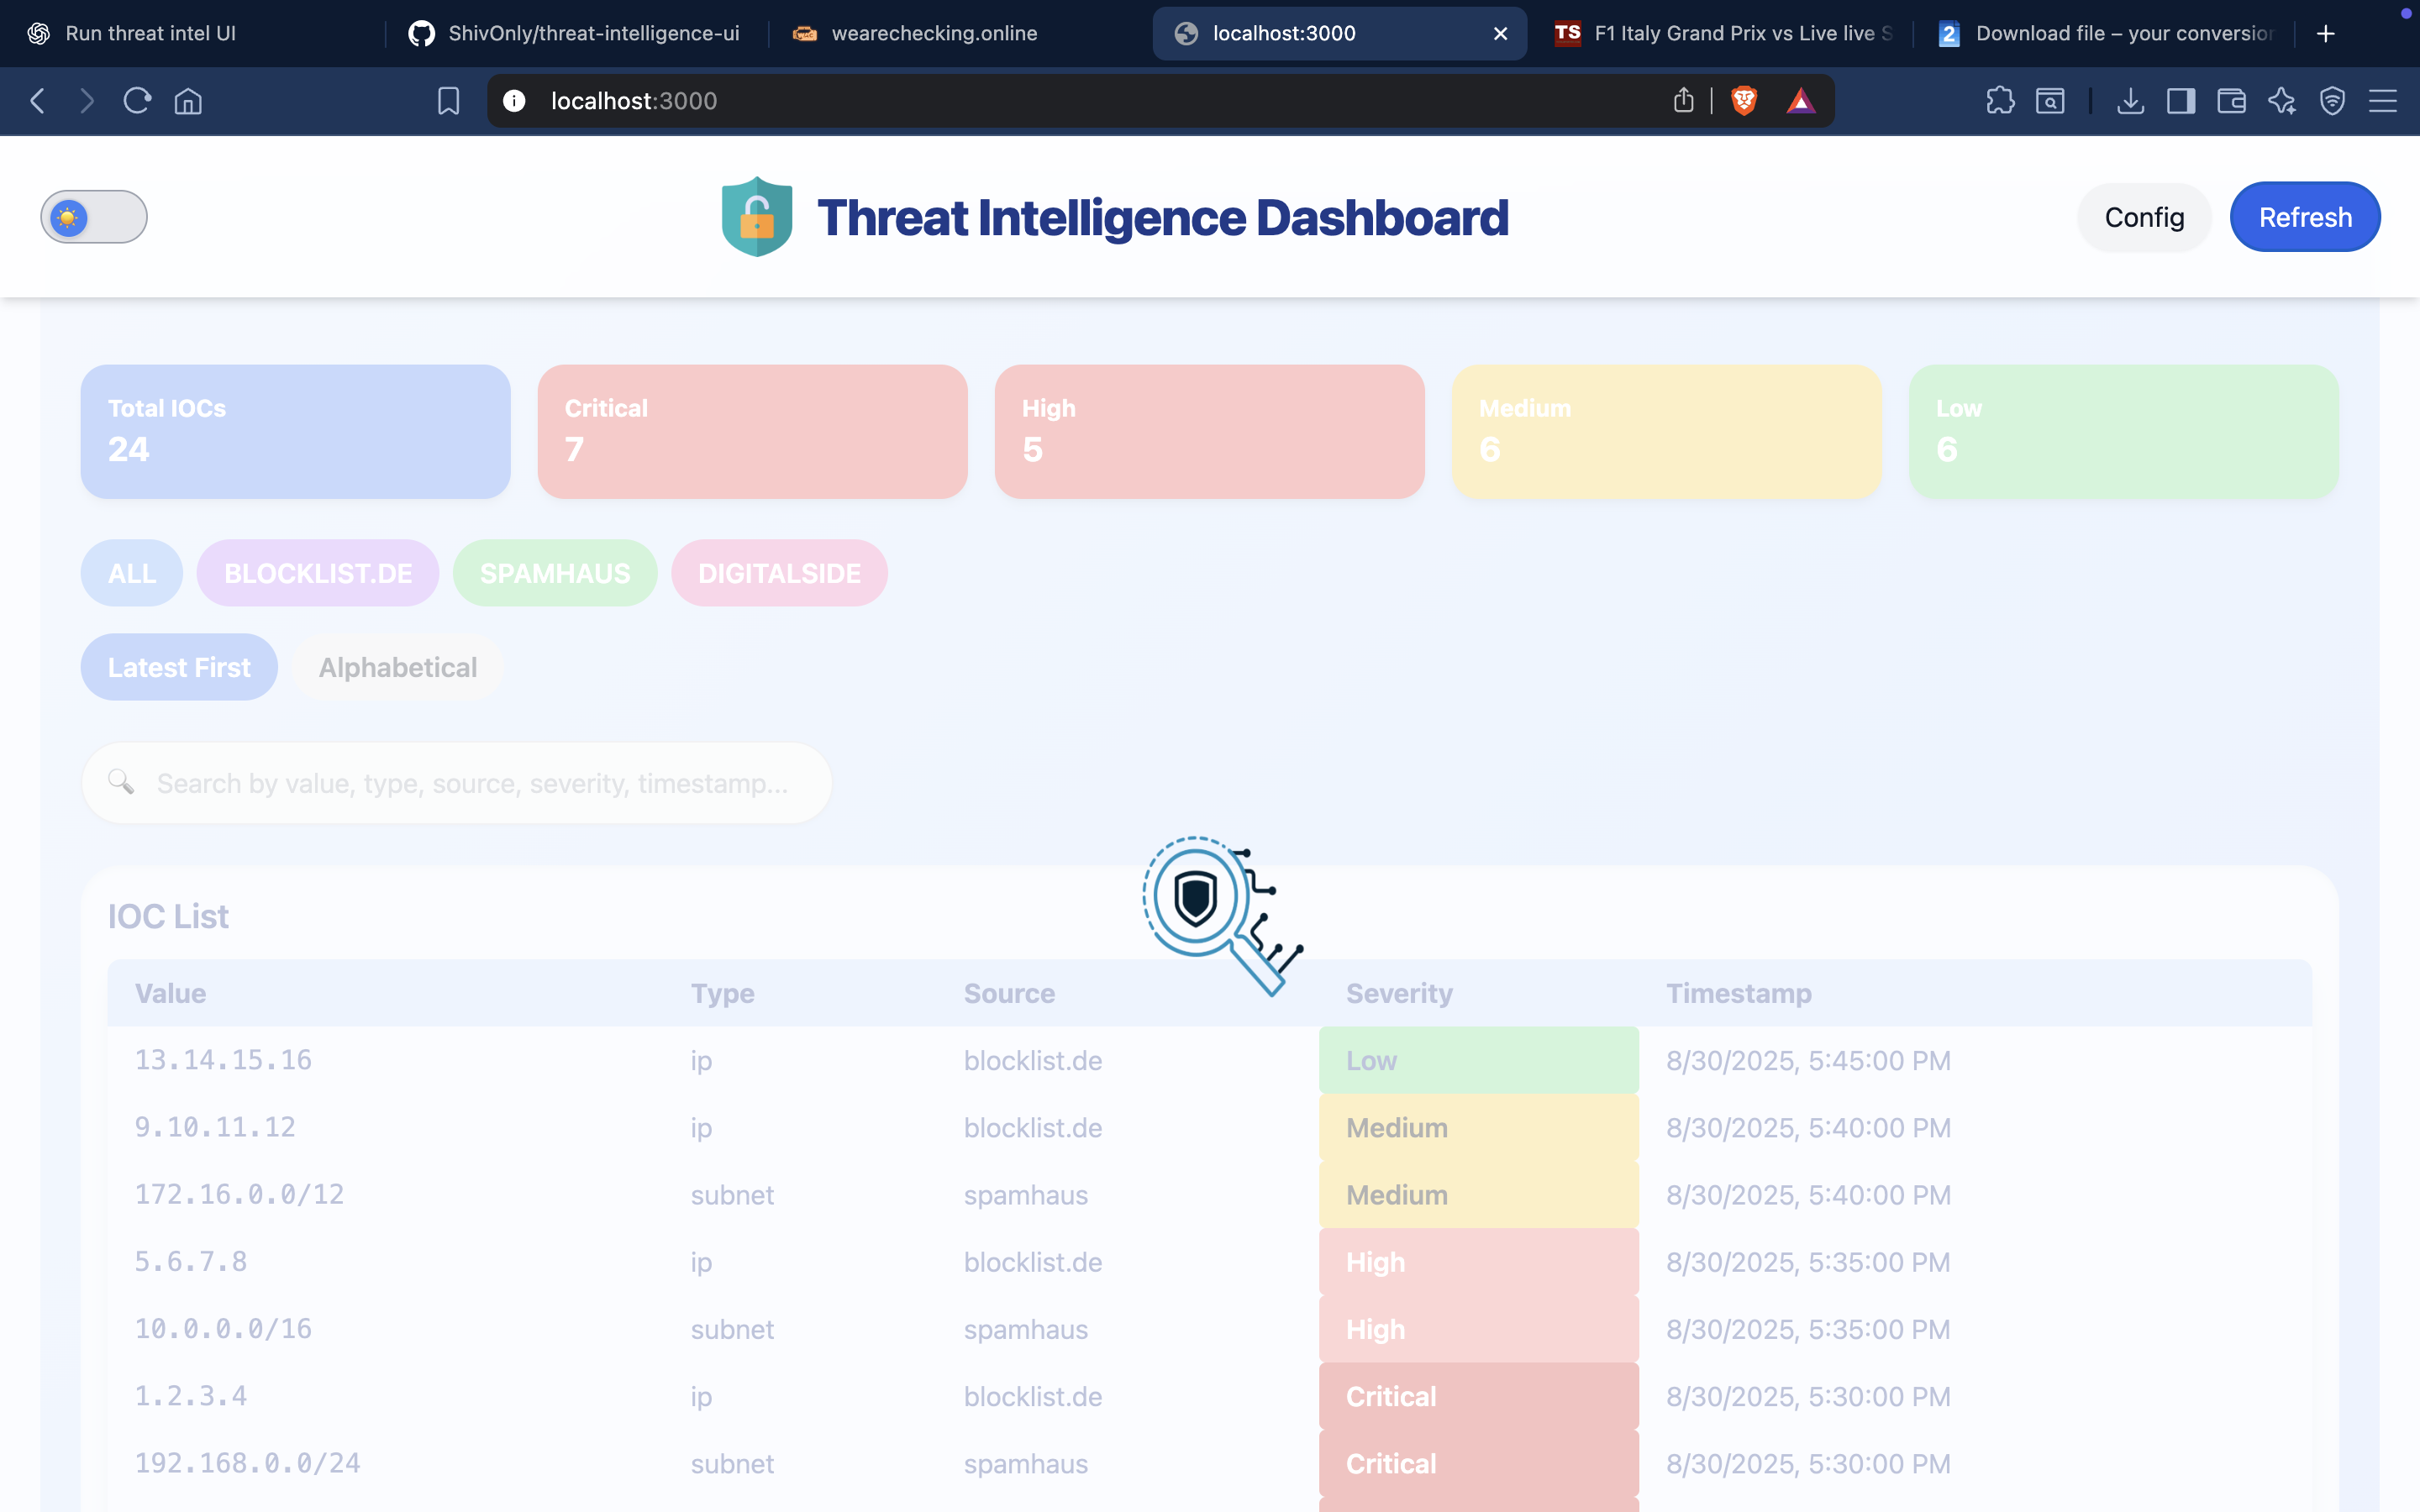 Run threat intel UI
ShivOnly/threat-intelligence-ui
wearechecking.online
localhost:3000
TS F1 Italy Grand Prix vs Live live S
2 Download file – your conversion
localhost:3000
Threat Intelligence Dashboard
Config
Refresh
Total IOCs
24
Critical
7
High
5
Medium
6
Low
6
ALL
BLOCKLIST.DE
SPAMHAUS
DIGITALSIDE
Latest First
Alphabetical
Search by value, type, source, severity, timestamp...
IOC List
Value Type Source Severity Timestamp
13.14.15.16 ip blocklist.de Low 8/30/2025, 5:45:00 PM
9.10.11.12 ip blocklist.de Medium 8/30/2025, 5:40:00 PM
172.16.0.0/12 subnet spamhaus Medium 8/30/2025, 5:40:00 PM
5.6.7.8 ip blocklist.de High 8/30/2025, 5:35:00 PM
10.0.0.0/16 subnet spamhaus High 8/30/2025, 5:35:00 PM
1.2.3.4 ip blocklist.de Critical 8/30/2025, 5:30:00 PM
192.168.0.0/24 subnet spamhaus Critical 8/30/2025, 5:30:00 PM